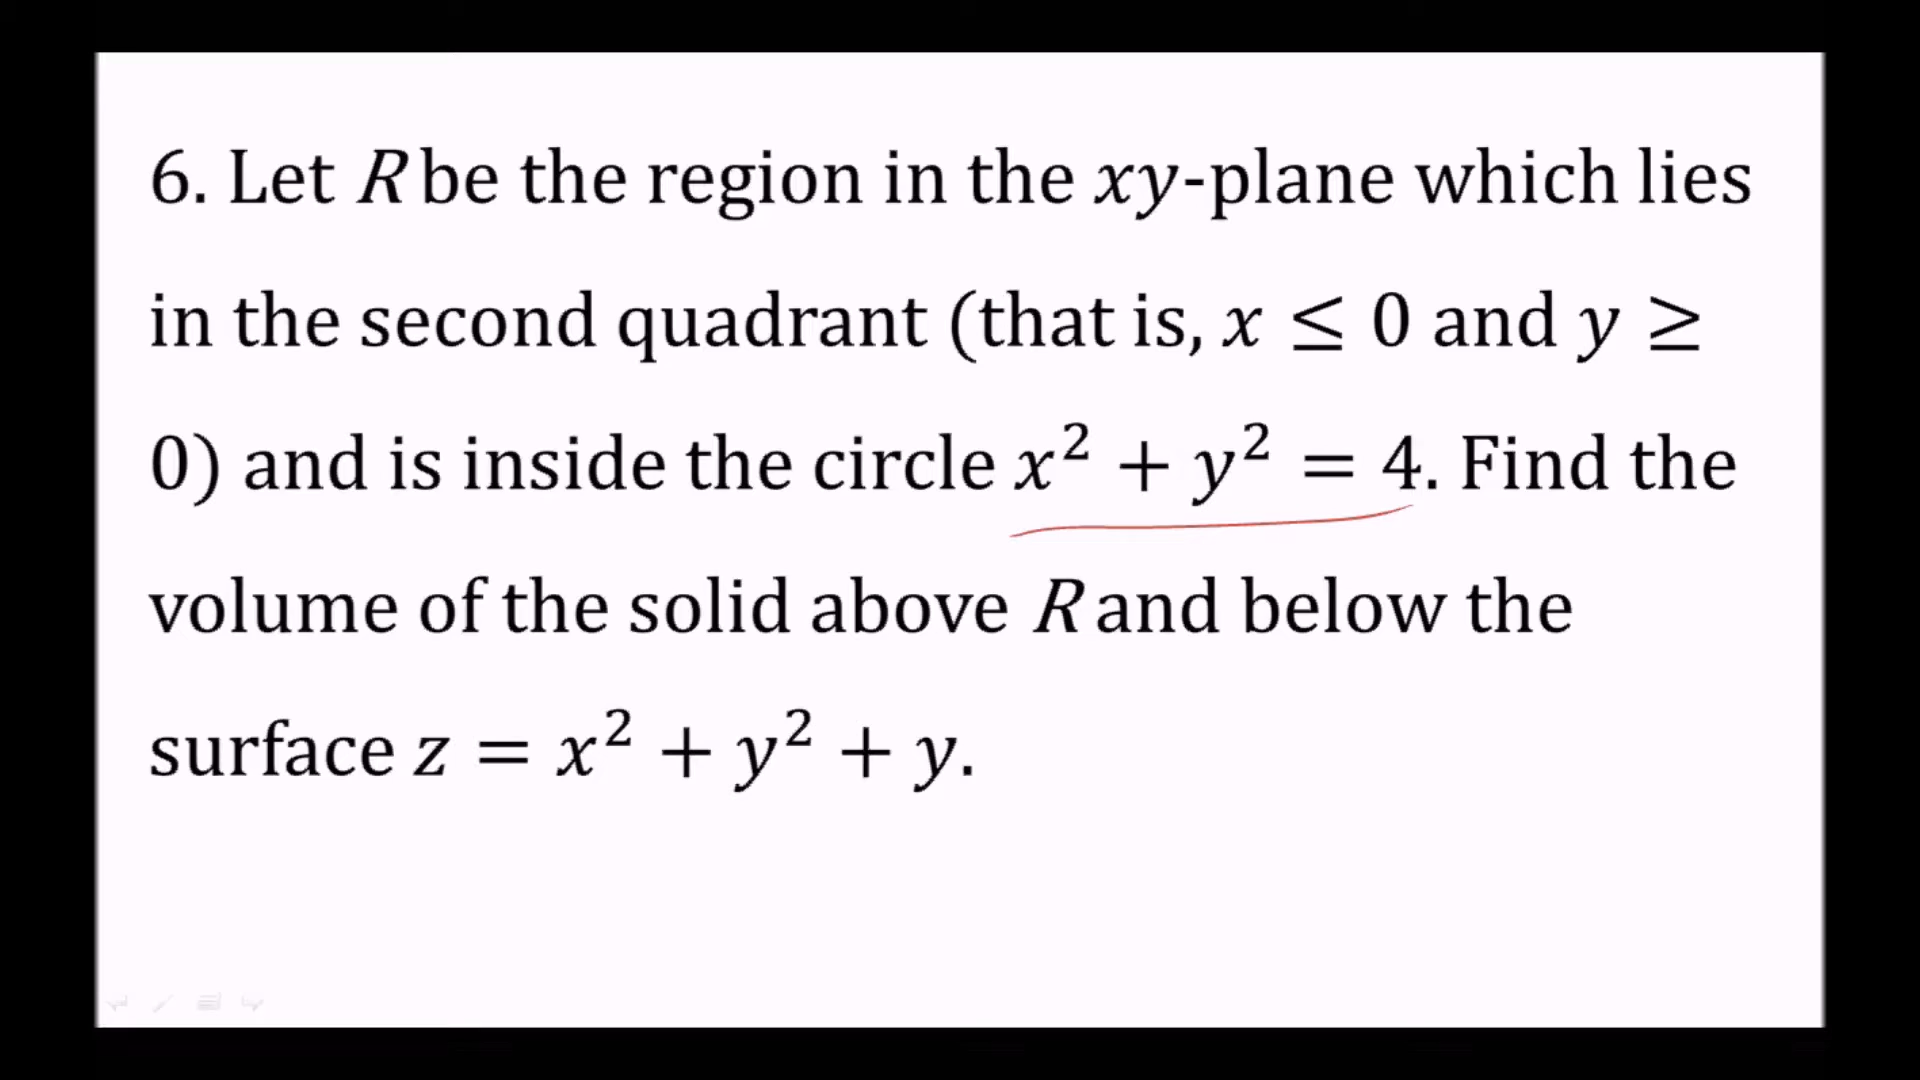 6. Let R be the region in the xy-plane which lies
in the second quadrant (that is, x ≤ 0 and y ≥
0) and is inside the circle x² + y² = 4. Find the
volume of the solid above R and below the
surface z = x² + y² + y.